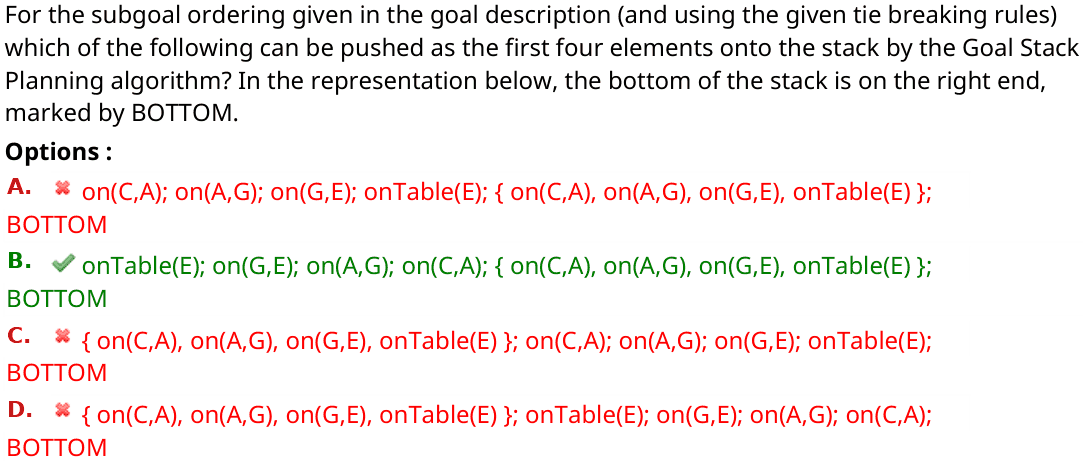 For the subgoal ordering given in the goal description (and using the given tie breaking rules)
which of the following can be pushed as the first four elements onto the stack by the Goal Stack
Planning algorithm? In the representation below, the bottom of the stack is on the right end,
marked by BOTTOM.
Options :
A. ✖ on(C,A); on(A,G); on(G,E); onTable(E); { on(C,A), on(A,G), on(G,E), onTable(E) };
BOTTOM
B. ✔ onTable(E); on(G,E); on(A,G); on(C,A); { on(C,A), on(A,G), on(G,E), onTable(E) };
BOTTOM
C. ✖ { on(C,A), on(A,G), on(G,E), onTable(E) }; on(C,A); on(A,G); on(G,E); onTable(E);
BOTTOM
D. ✖ { on(C,A), on(A,G), on(G,E), onTable(E) }; onTable(E); on(G,E); on(A,G); on(C,A);
BOTTOM